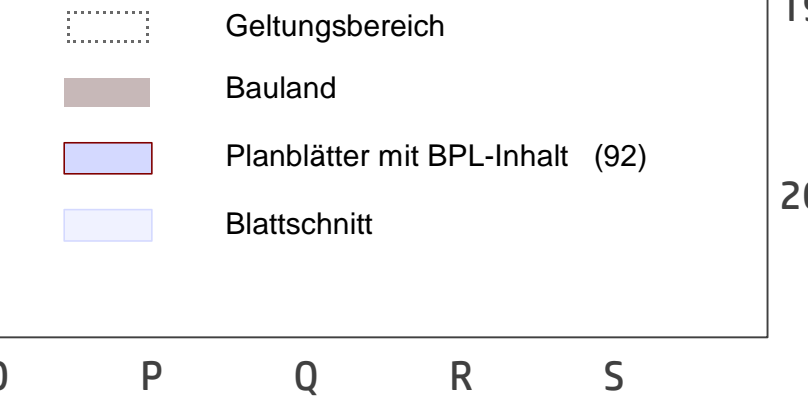 Geltungsbereich
Bauland
Planblätter mit BPL-Inhalt (92)
Blattschnitt
P Q R S